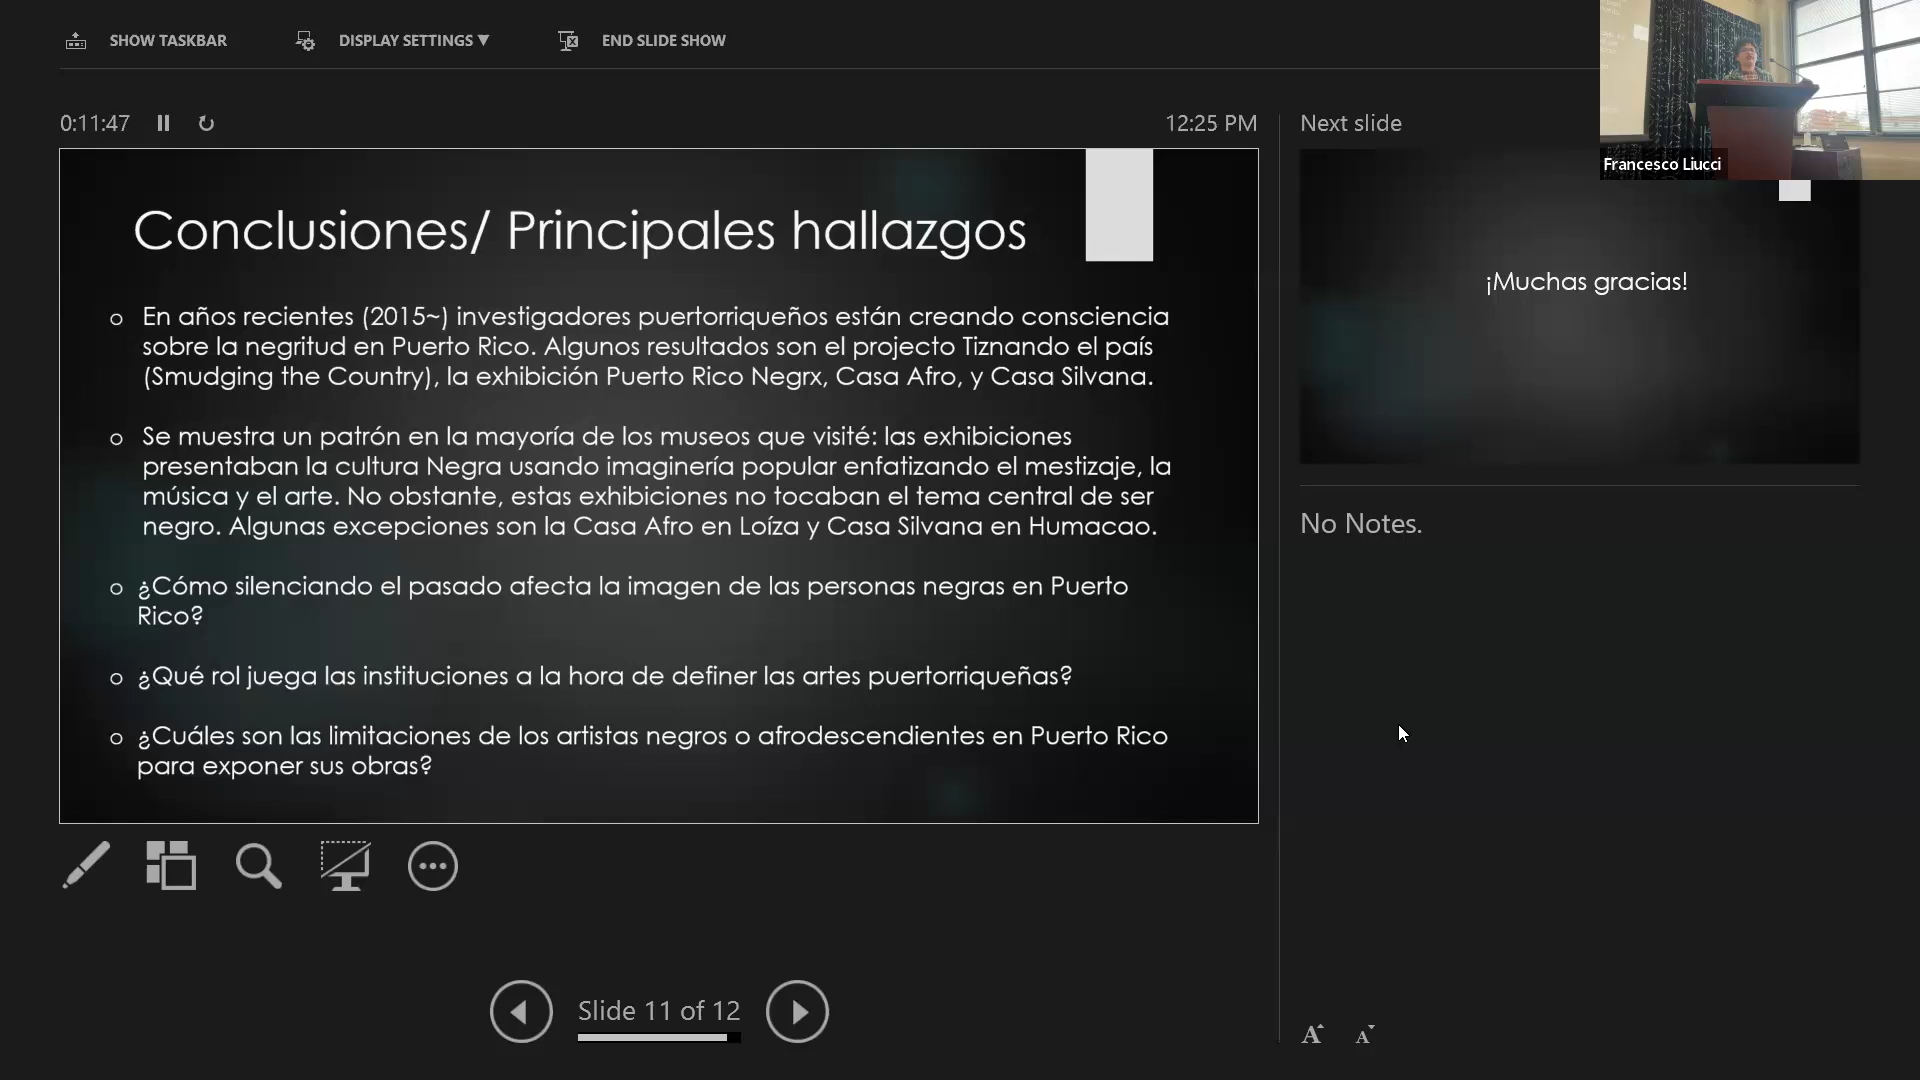 SHOW TASKBAR
DISPLAY SETTINGS ▼
END SLIDE SHOW
0:11:47
12:25 PM
Next slide
Francesco Liucci
Conclusiones/ Principales hallazgos
o En años recientes (2015~) investigadores puertorriqueños están creando consciencia
sobre la negritud en Puerto Rico. Algunos resultados son el projecto Tiznando el país
(Smudging the Country), la exhibición Puerto Rico Negrx, Casa Afro, y Casa Silvana.
o Se muestra un patrón en la mayoría de los museos que visité: las exhibiciones
presentaban la cultura Negra usando imaginería popular enfatizando el mestizaje, la
música y el arte. No obstante, estas exhibiciones no tocaban el tema central de ser
negro. Algunas excepciones son la Casa Afro en Loíza y Casa Silvana en Humacao.
o ¿Cómo silenciando el pasado afecta la imagen de las personas negras en Puerto
Rico?
o ¿Qué rol juega las instituciones a la hora de definer las artes puertorriqueñas?
o ¿Cuáles son las limitaciones de los artistas negros o afrodescendientes en Puerto Rico
para exponer sus obras?
¡Muchas gracias!
No Notes.
Slide 11 of 12
A A